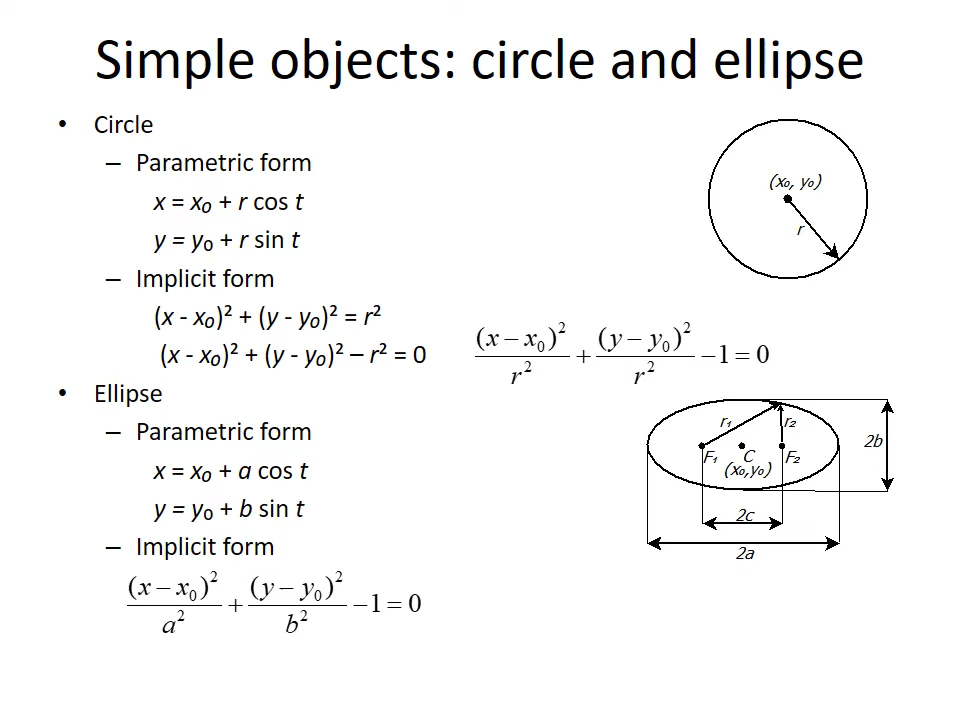 Simple objects: circle and ellipse
• Circle
– Parametric form
x = x₀ + r cos t
y = y₀ + r sin t
– Implicit form
(x - x₀)² + (y - y₀)² = r²
(x - x₀)² + (y - y₀)² – r² = 0
(x − x₀)² / r² + (y − y₀)² / r² − 1 = 0
• Ellipse
– Parametric form
x = x₀ + a cos t
y = y₀ + b sin t
– Implicit form
(x − x₀)² / a² + (y − y₀)² / b² − 1 = 0
(x₀, y₀)
r
r₁ r₂
2b
F₁ C F₂
(x₀,y₀)
2c
2a